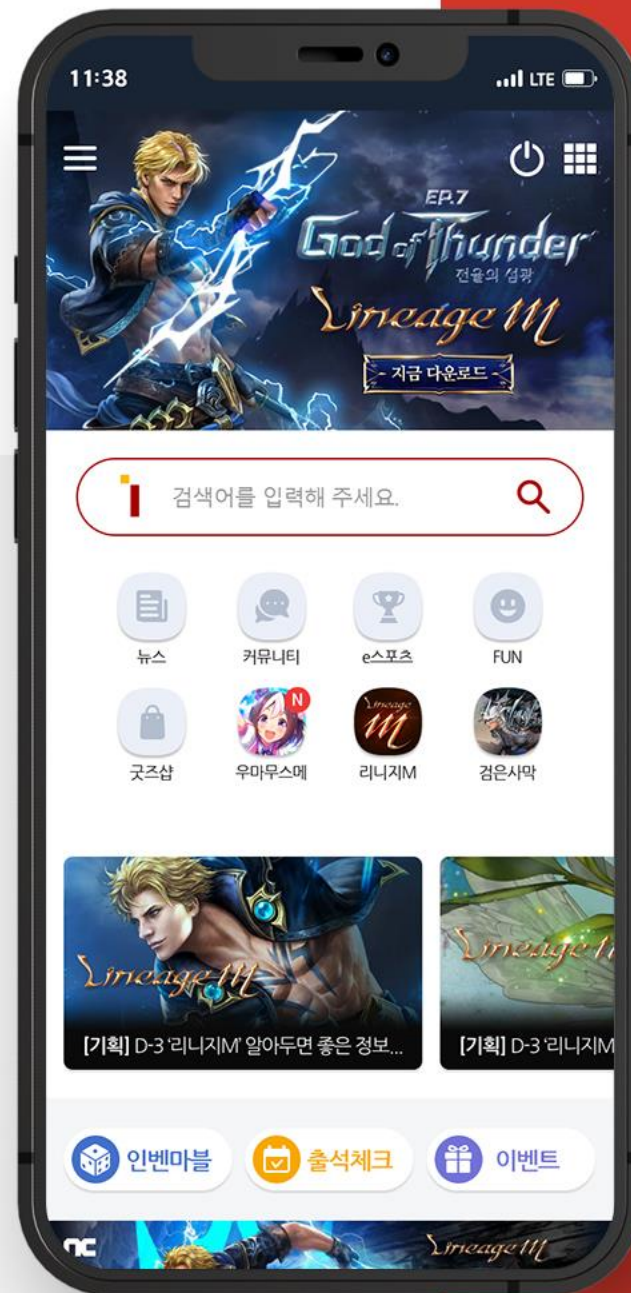 11:38
LTE
EP.7
God of Thunder
전율의 섬광
Lineage M
지금 다운로드
검색어를 입력해 주세요.
뉴스
커뮤니티
e스포츠
FUN
N
Lineage
M
굿즈샵
우마무스메
리니지M
검은사막
Lineage M
Lineage M
[기획] D-3 '리니지M' 알아두면 좋은 정보...
[기획] D-3 '리니지M
인벤마블
출석체크
이벤트
nc
Lineage M